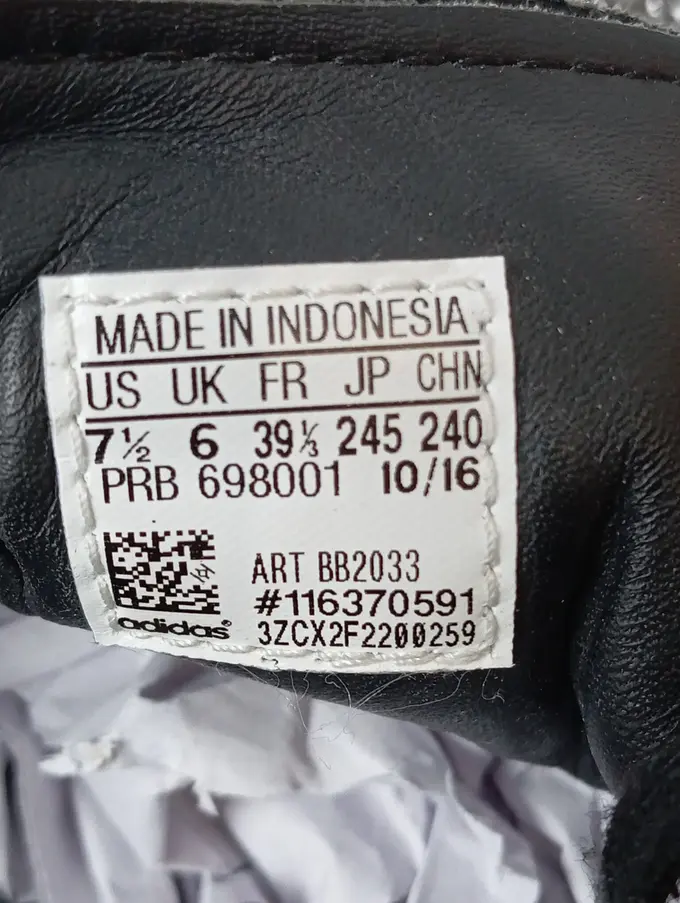 MADE IN INDONESIA
US UK FR JP CHN
7½ 6 39⅓ 245 240
PRB 698001 10/16
ART BB2033
#116370591
adidas® 3ZCX2F2200259